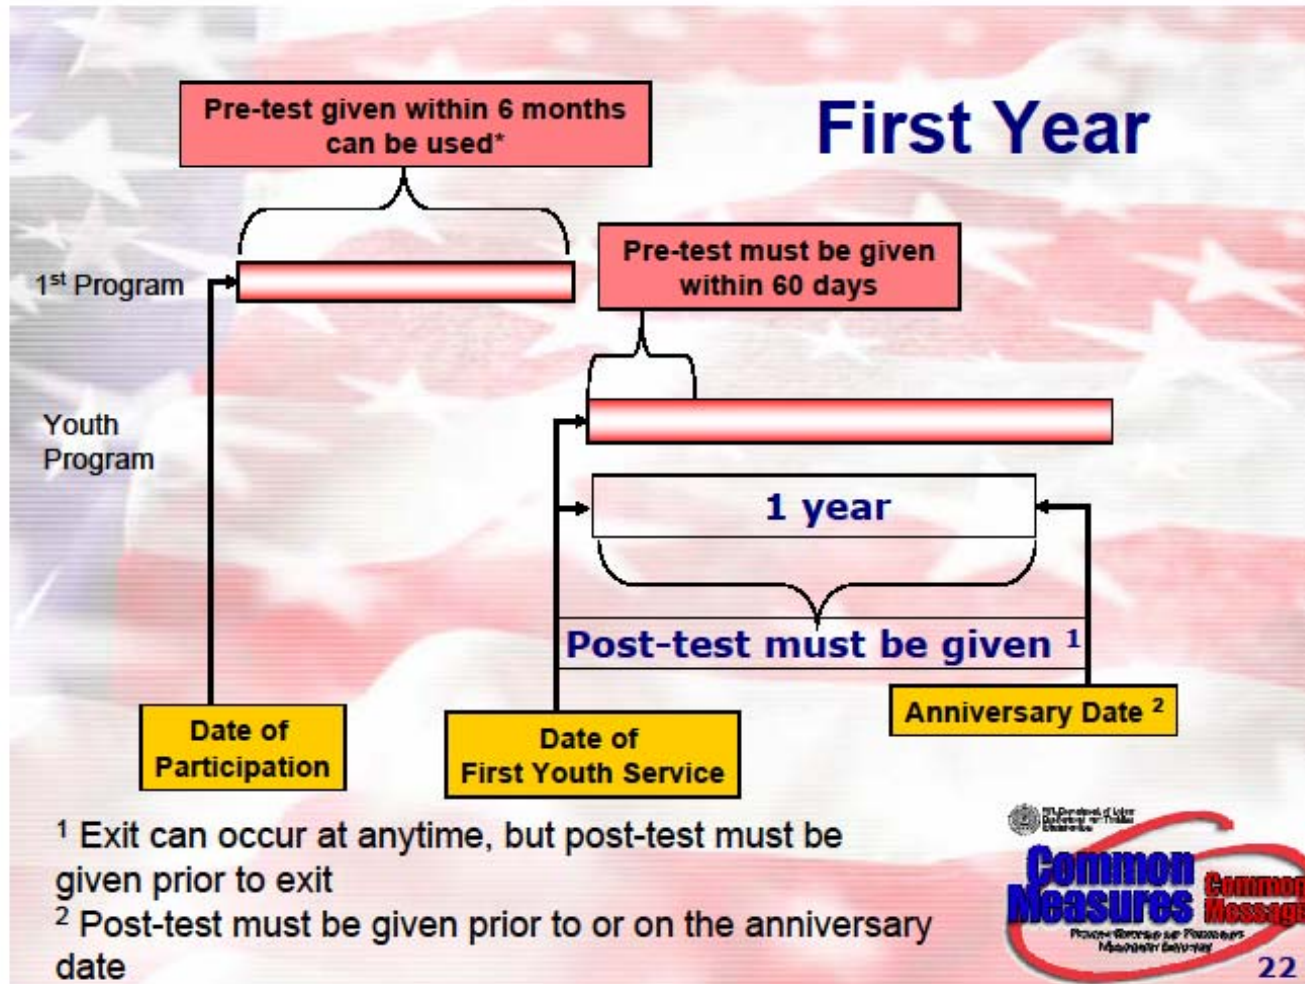 First Year
Pre-test given within 6 months
can be used*
1st Program
Pre-test must be given
within 60 days
Youth
Program
1 year
Post-test must be given 1
Date of
Participation
Date of
First Youth Service
Anniversary Date 2
1 Exit can occur at anytime, but post-test must be
given prior to exit
2 Post-test must be given prior to or on the anniversary
date
Common
Measures
Common
22